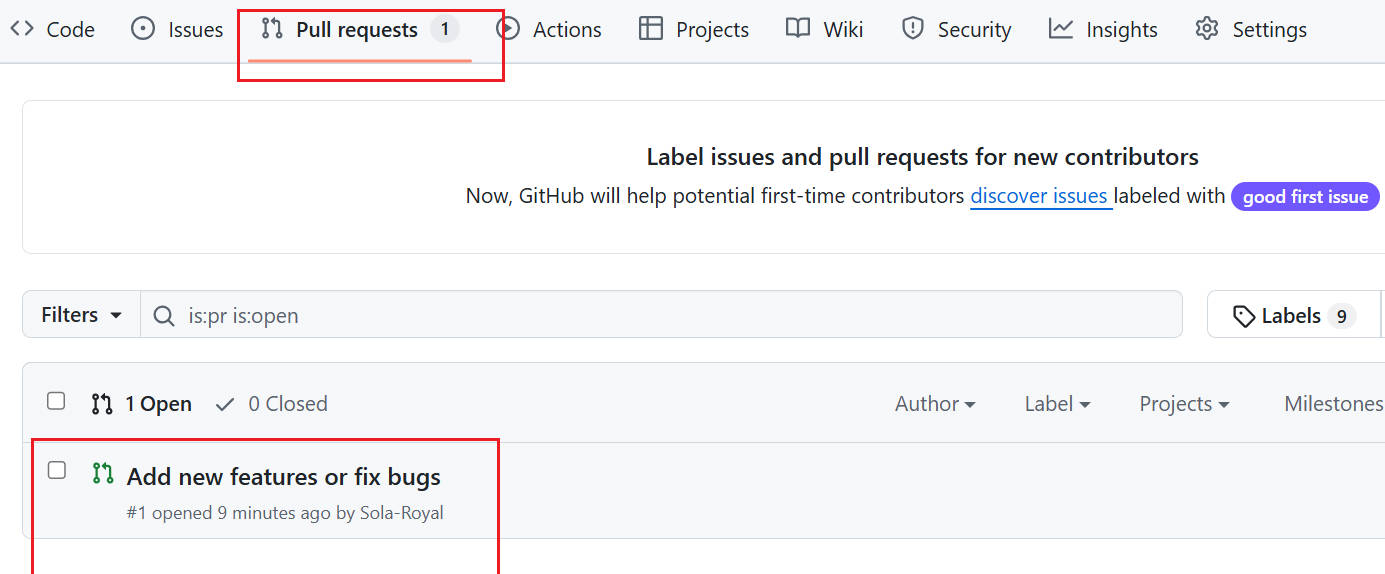 Code Issues Pull requests 1 Actions Projects Wiki Security Insights Settings
Label issues and pull requests for new contributors
Now, GitHub will help potential first-time contributors discover issues labeled with good first issue
Filters is:pr is:open Labels 9
1 Open 0 Closed Author Label Projects Milestones
Add new features or fix bugs
#1 opened 9 minutes ago by Sola-Royal